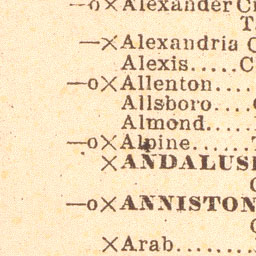 —o×Alexander
T
—×Alexandria C
Alexis.....C
—o×Allenton....
Allsboro....
Almond....
—o×Alpine.....T
×ANDALUSI
C
—o×ANNISTON
C
×Arab........